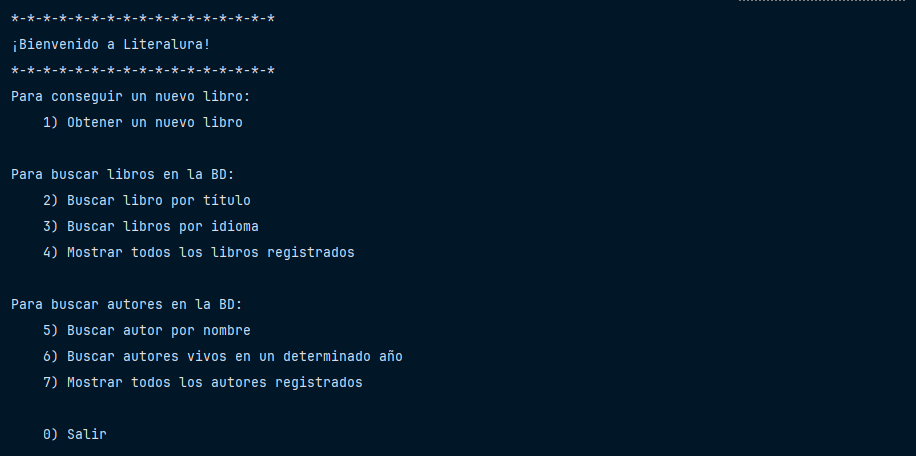 *-*-*-*-*-*-*-*-*-*-*-*-*-*-*-*-*
¡Bienvenido a Literalura!
*-*-*-*-*-*-*-*-*-*-*-*-*-*-*-*-*
Para conseguir un nuevo libro:
1) Obtener un nuevo libro
Para buscar libros en la BD:
2) Buscar libro por título
3) Buscar libros por idioma
4) Mostrar todos los libros registrados
Para buscar autores en la BD:
5) Buscar autor por nombre
6) Buscar autores vivos en un determinado año
7) Mostrar todos los autores registrados
0) Salir